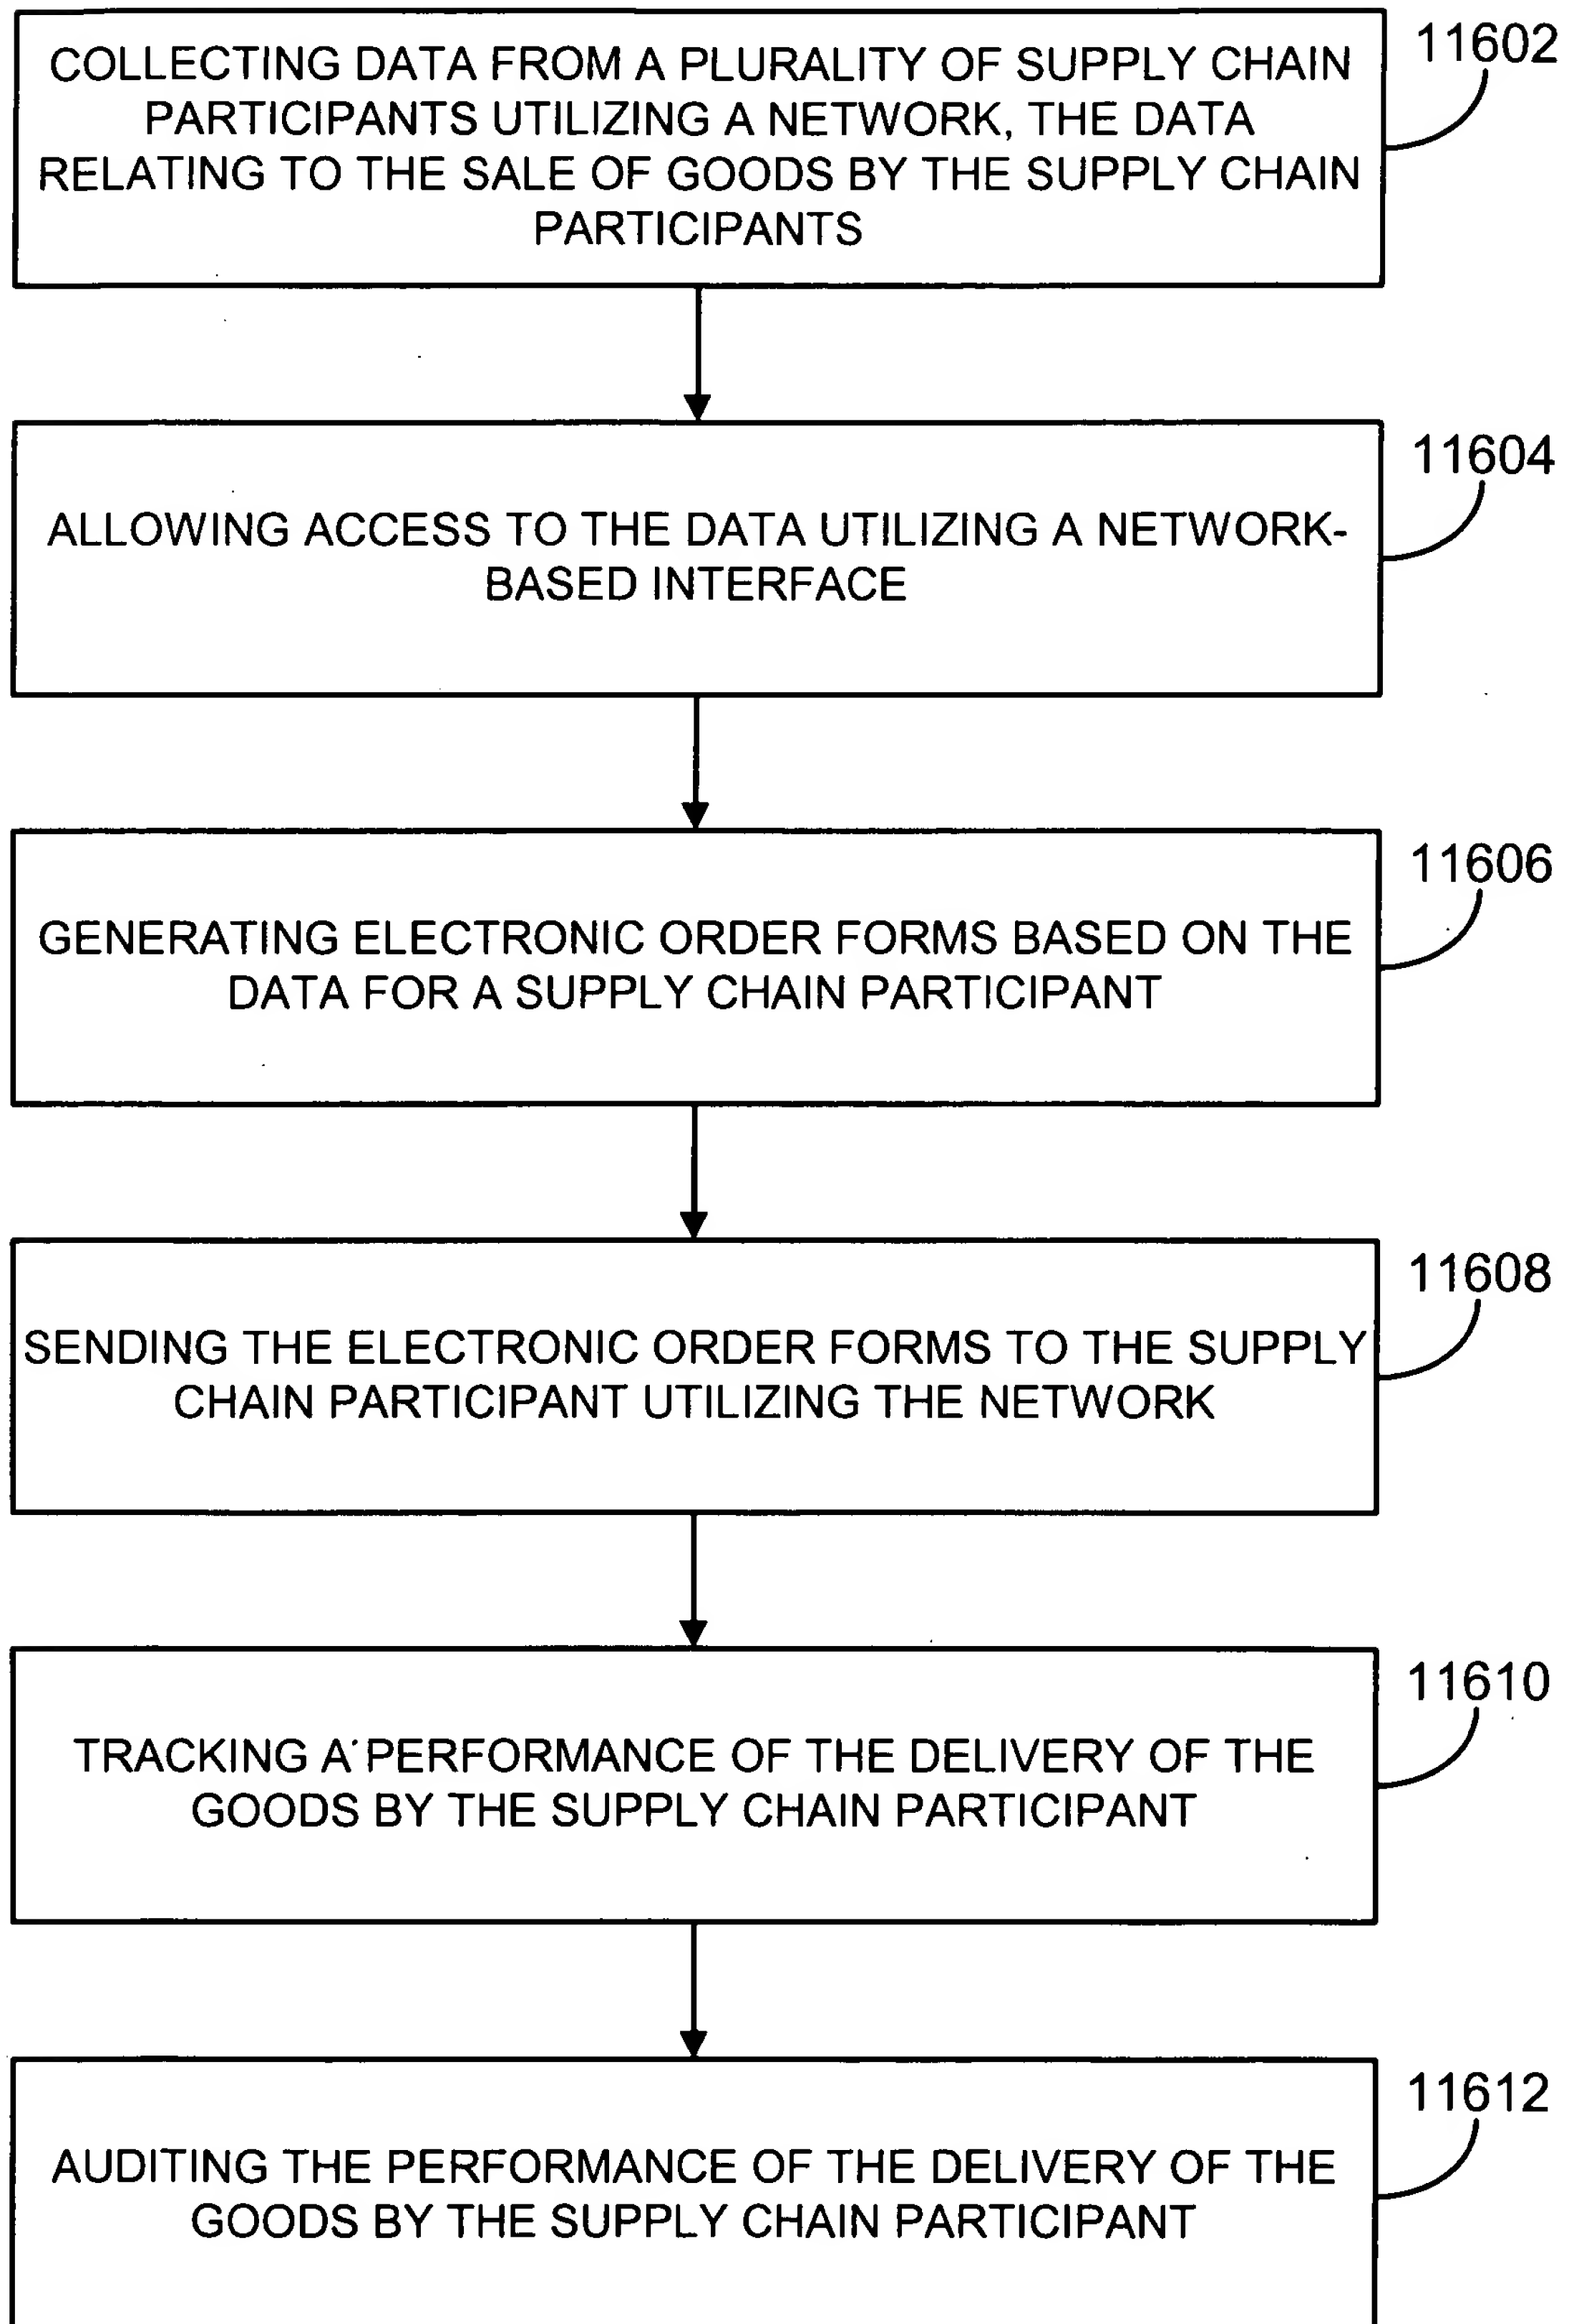 COLLECTING DATA FROM A PLURALITY OF SUPPLY CHAIN
PARTICIPANTS UTILIZING A NETWORK, THE DATA
RELATING TO THE SALE OF GOODS BY THE SUPPLY CHAIN
PARTICIPANTS
11602
ALLOWING ACCESS TO THE DATA UTILIZING A NETWORK-
BASED INTERFACE
11604
GENERATING ELECTRONIC ORDER FORMS BASED ON THE
DATA FOR A SUPPLY CHAIN PARTICIPANT
11606
SENDING THE ELECTRONIC ORDER FORMS TO THE SUPPLY
CHAIN PARTICIPANT UTILIZING THE NETWORK
11608
TRACKING A PERFORMANCE OF THE DELIVERY OF THE
GOODS BY THE SUPPLY CHAIN PARTICIPANT
11610
AUDITING THE PERFORMANCE OF THE DELIVERY OF THE
GOODS BY THE SUPPLY CHAIN PARTICIPANT
11612